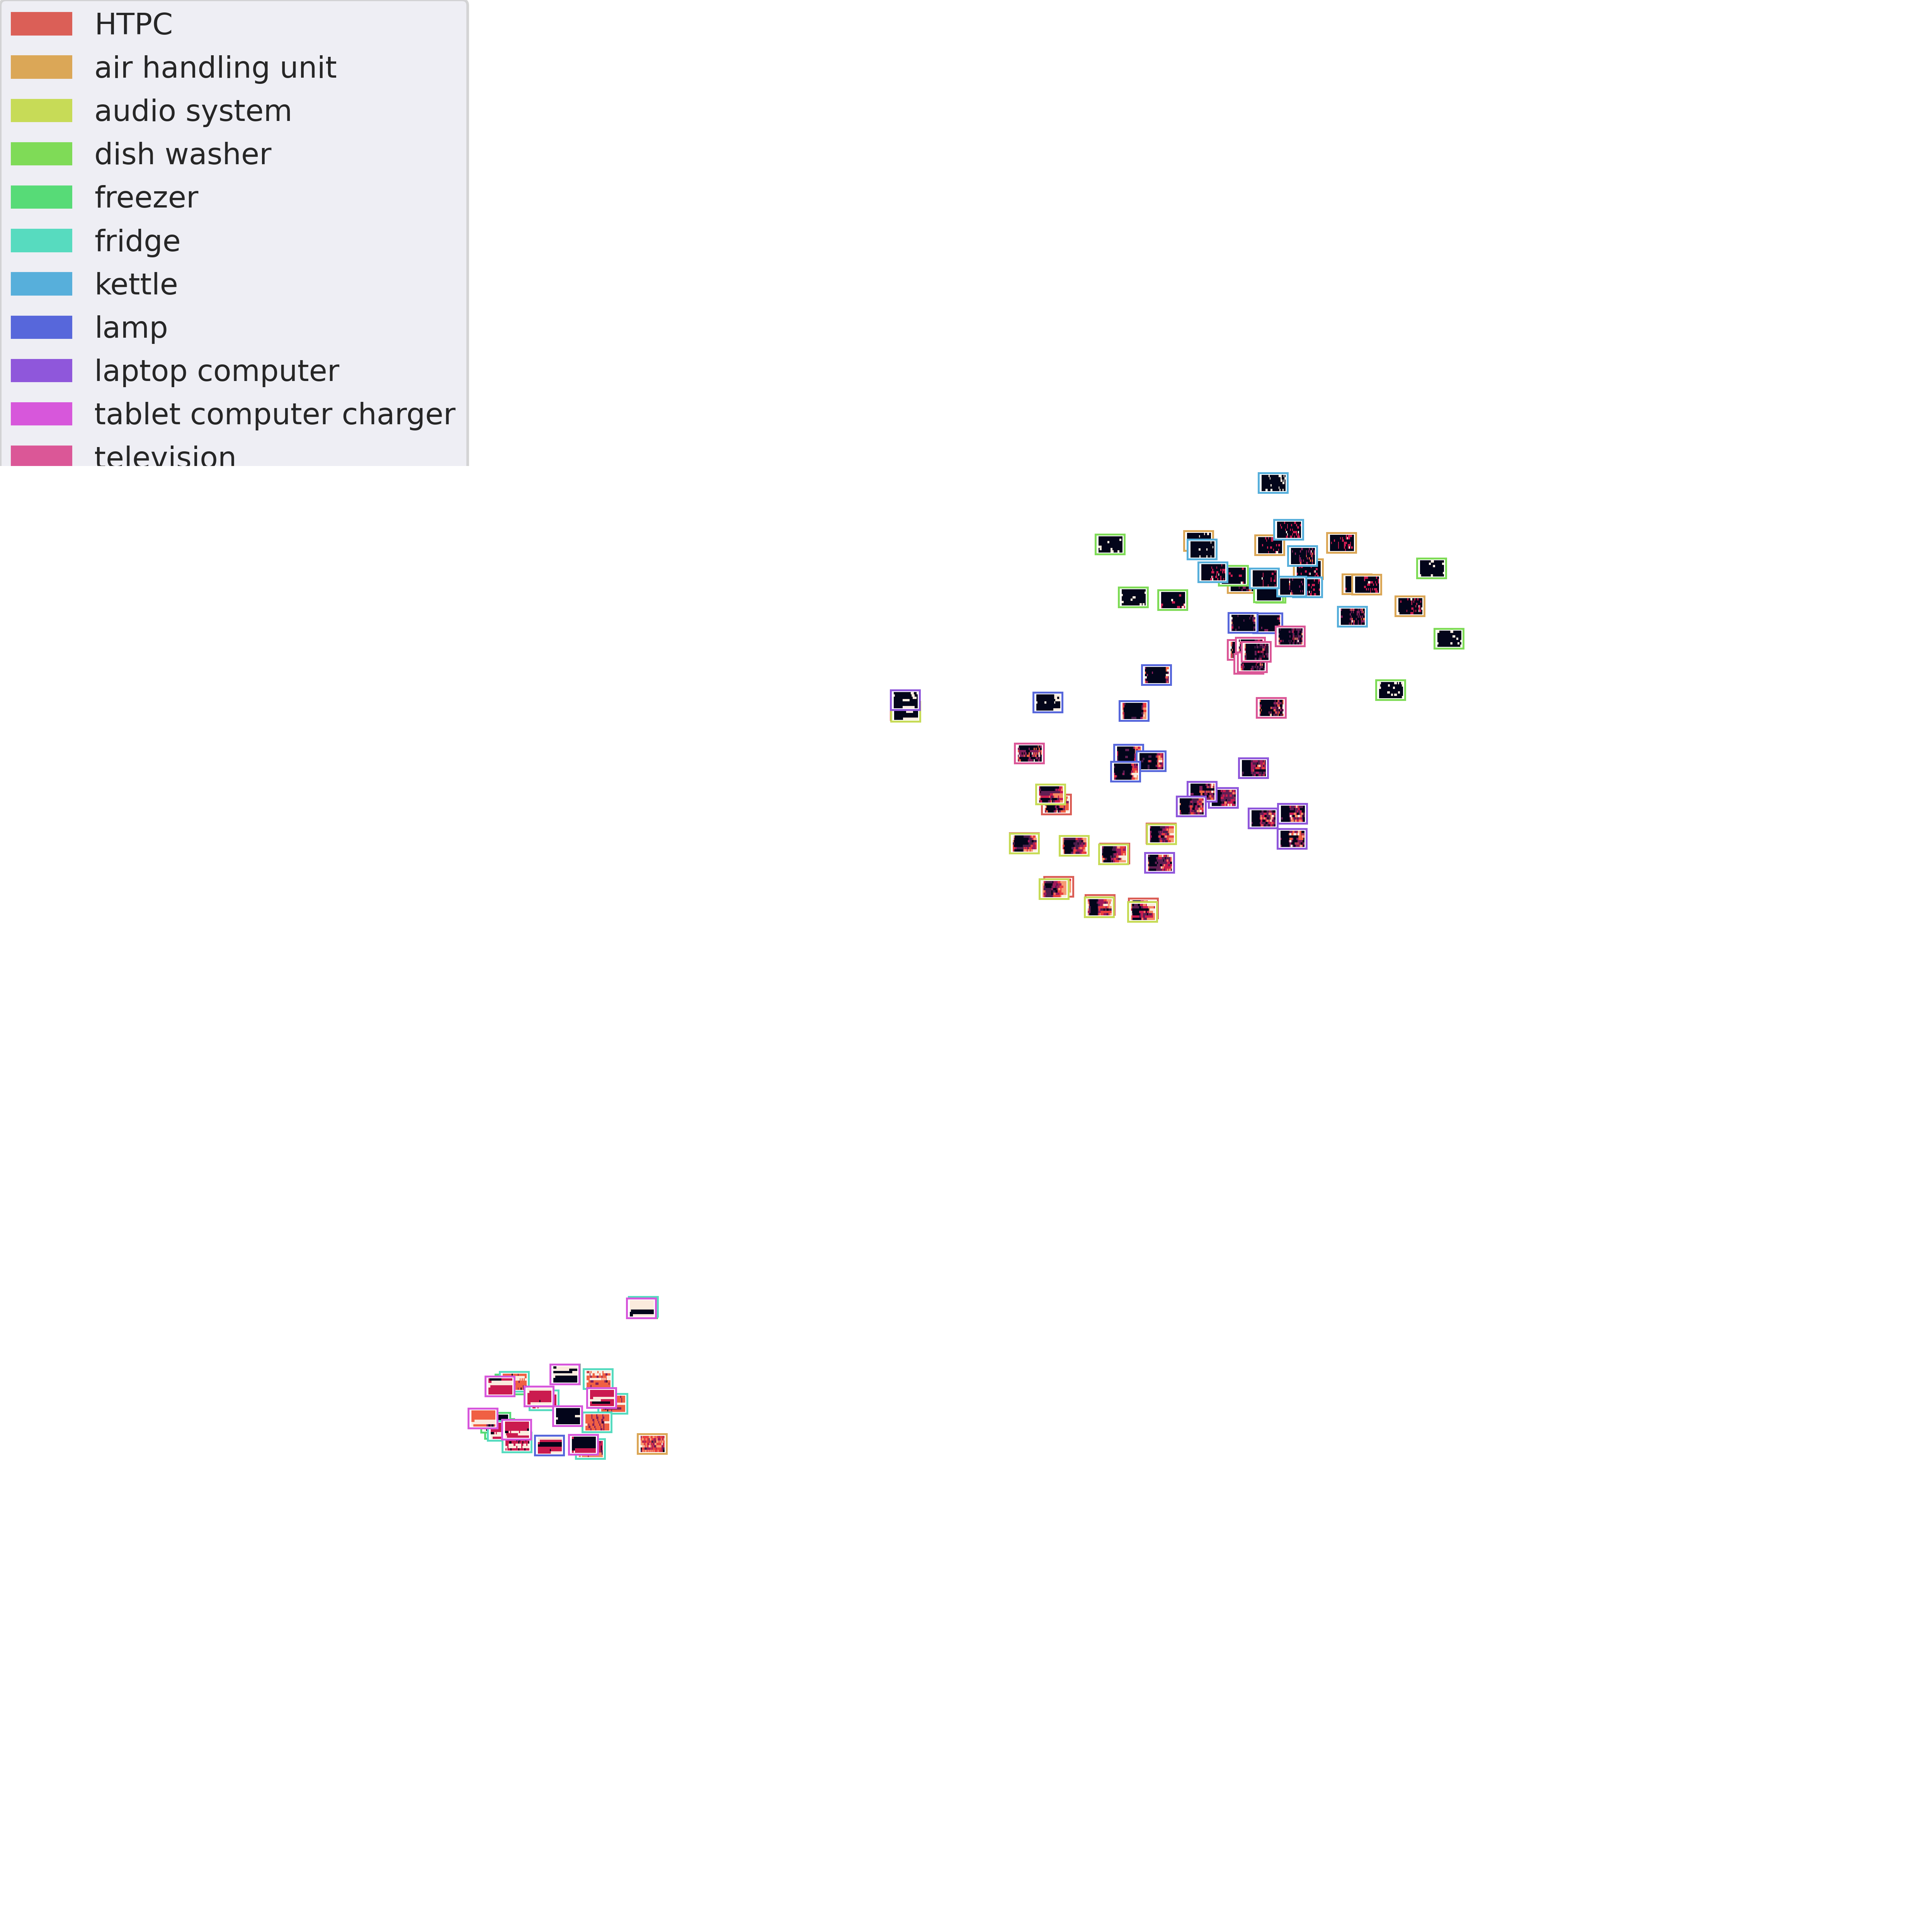 HTPC
air handling unit
audio system
dish washer
freezer
fridge
kettle
lamp
laptop computer
tablet computer charger
television